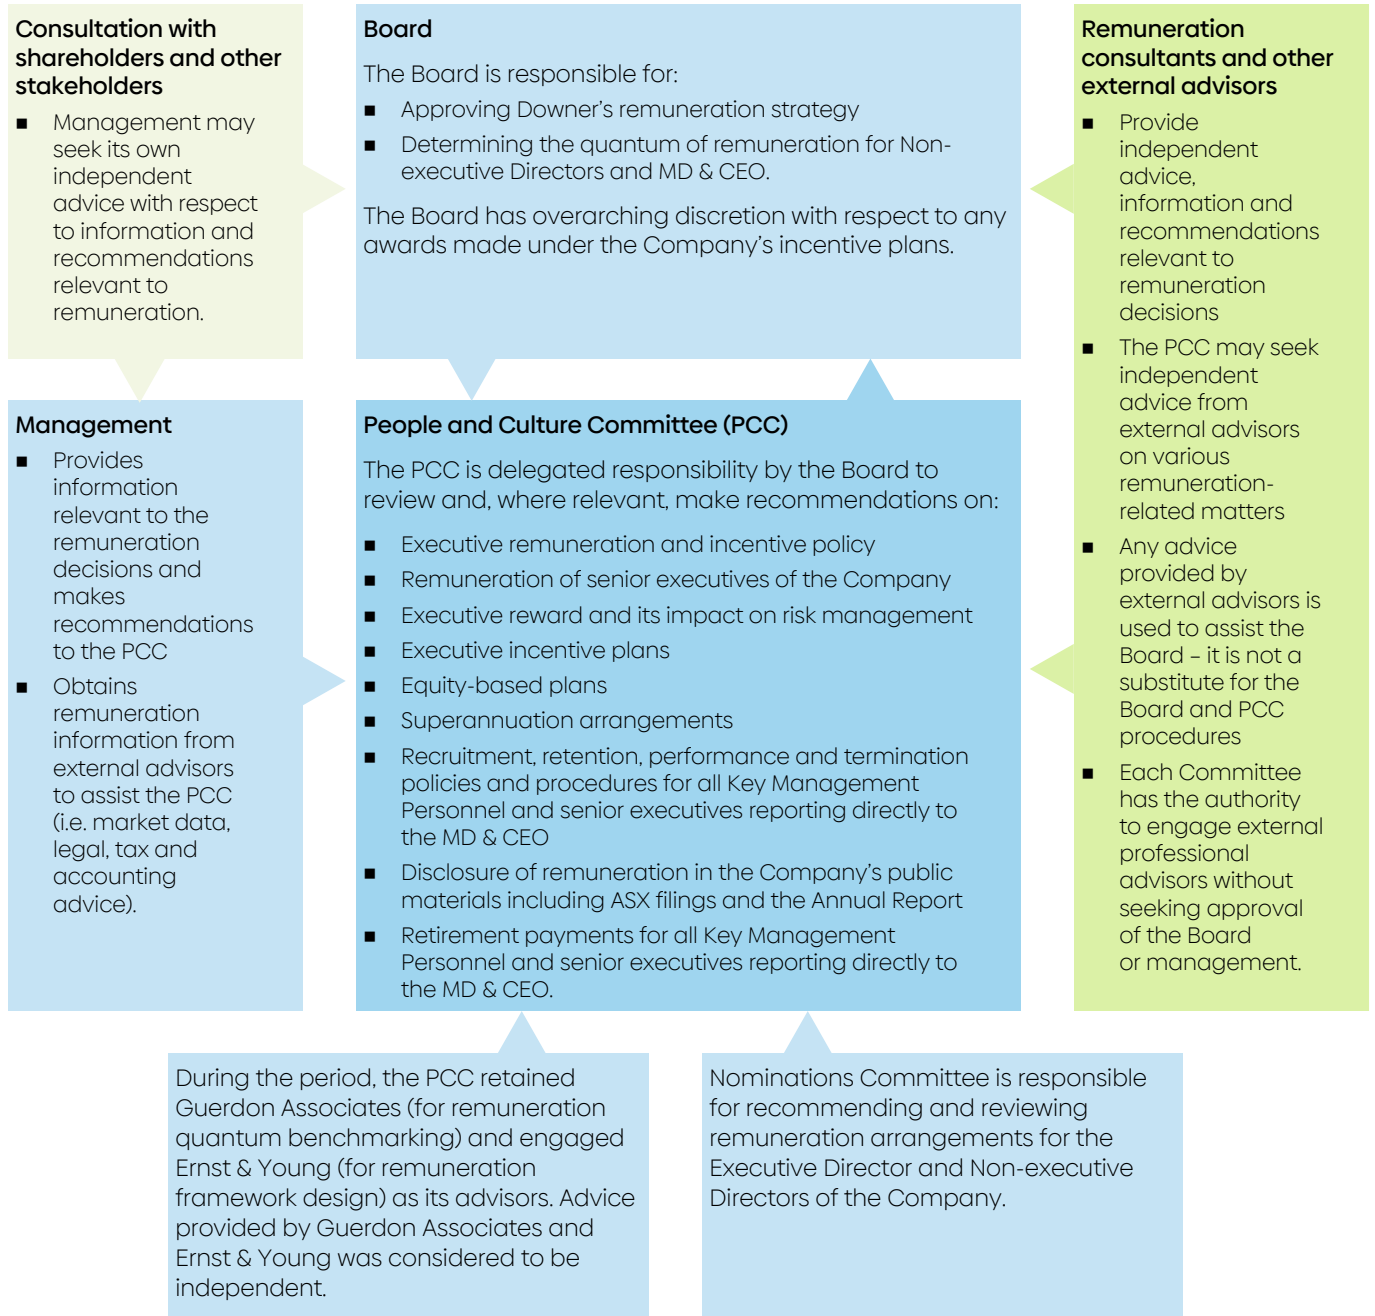 Consultation with
shareholders and other
stakeholders
■ Management may
seek its own
independent
advice with respect
to information and
recommendations
relevant to
remuneration.
Board
The Board is responsible for:
■ Approving Downer’s remuneration strategy
■ Determining the quantum of remuneration for Non-
executive Directors and MD & CEO.
The Board has overarching discretion with respect to any
awards made under the Company’s incentive plans.
Remuneration
consultants and other
external advisors
■ Provide
independent
advice,
information and
recommendations
relevant to
remuneration
decisions
■ The PCC may seek
independent
advice from
external advisors
on various
remuneration-
related matters
■ Any advice
provided by
external advisors is
used to assist the
Board – it is not a
substitute for the
Board and PCC
procedures
■ Each Committee
has the authority
to engage external
professional
advisors without
seeking approval
of the Board
or management.
Management
■ Provides
information
relevant to the
remuneration
decisions and
makes
recommendations
to the PCC
■ Obtains
remuneration
information from
external advisors
to assist the PCC
(i.e. market data,
legal, tax and
accounting
advice).
People and Culture Committee (PCC)
The PCC is delegated responsibility by the Board to
review and, where relevant, make recommendations on:
■ Executive remuneration and incentive policy
■ Remuneration of senior executives of the Company
■ Executive reward and its impact on risk management
■ Executive incentive plans
■ Equity-based plans
■ Superannuation arrangements
■ Recruitment, retention, performance and termination
policies and procedures for all Key Management
Personnel and senior executives reporting directly to
the MD & CEO
■ Disclosure of remuneration in the Company’s public
materials including ASX filings and the Annual Report
■ Retirement payments for all Key Management
Personnel and senior executives reporting directly to
the MD & CEO.
During the period, the PCC retained
Guerdon Associates (for remuneration
quantum benchmarking) and engaged
Ernst & Young (for remuneration
framework design) as its advisors. Advice
provided by Guerdon Associates and
Ernst & Young was considered to be
independent.
Nominations Committee is responsible
for recommending and reviewing
remuneration arrangements for the
Executive Director and Non-executive
Directors of the Company.